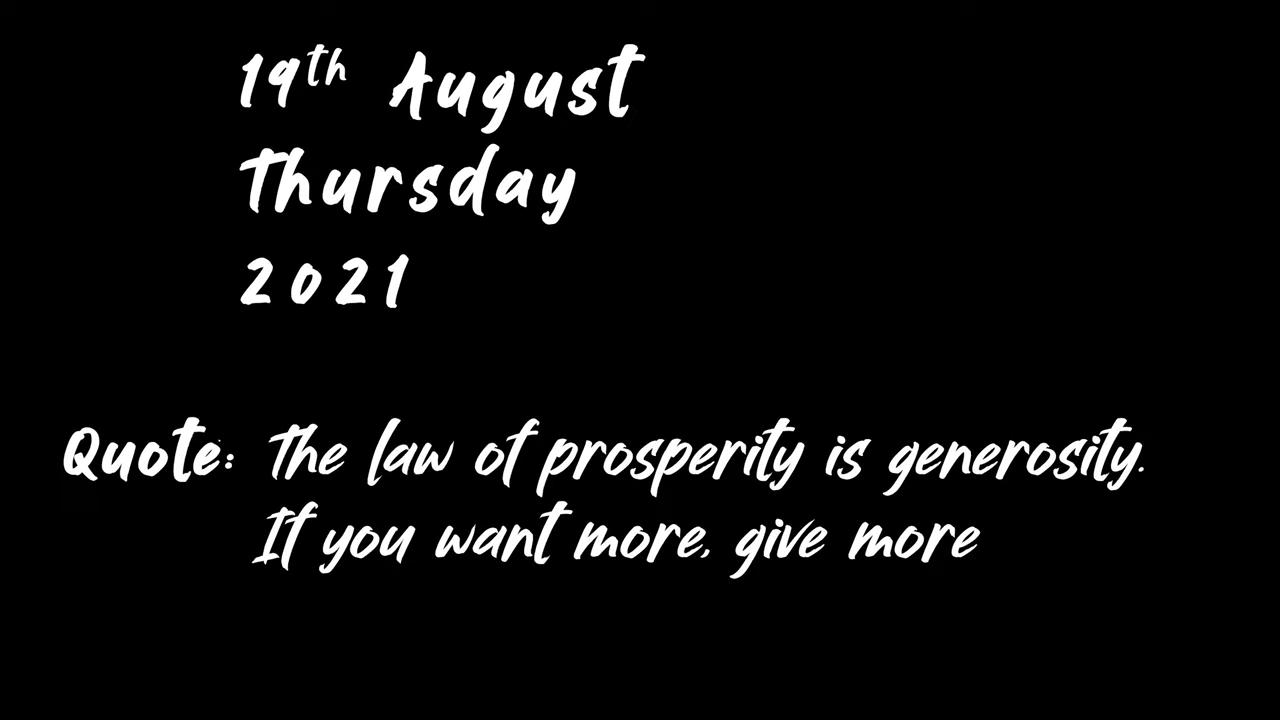 19th August
Thursday
2021
Quote: The law of prosperity is generosity.
If you want more, give more